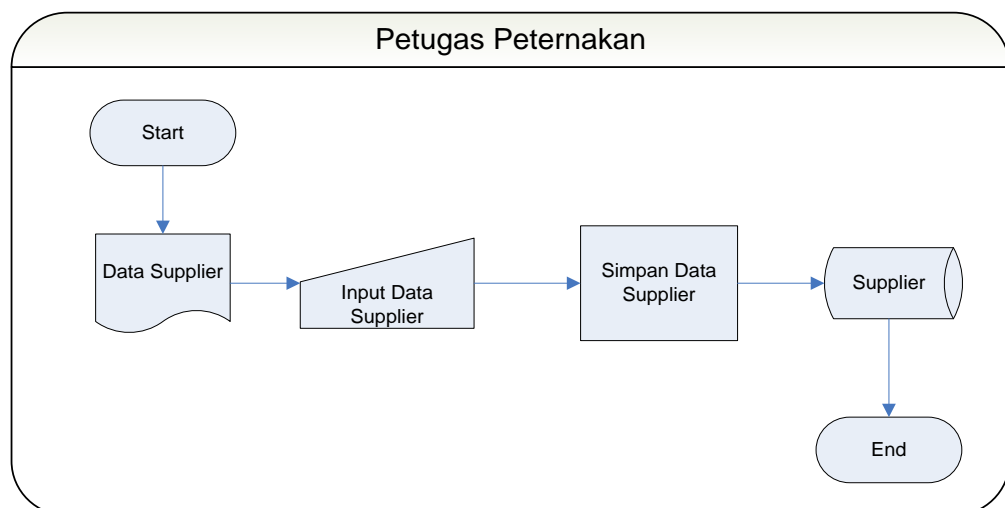 Petugas Peternakan
Start
Data Supplier
Input Data
Supplier
Simpan Data
Supplier
Supplier
End